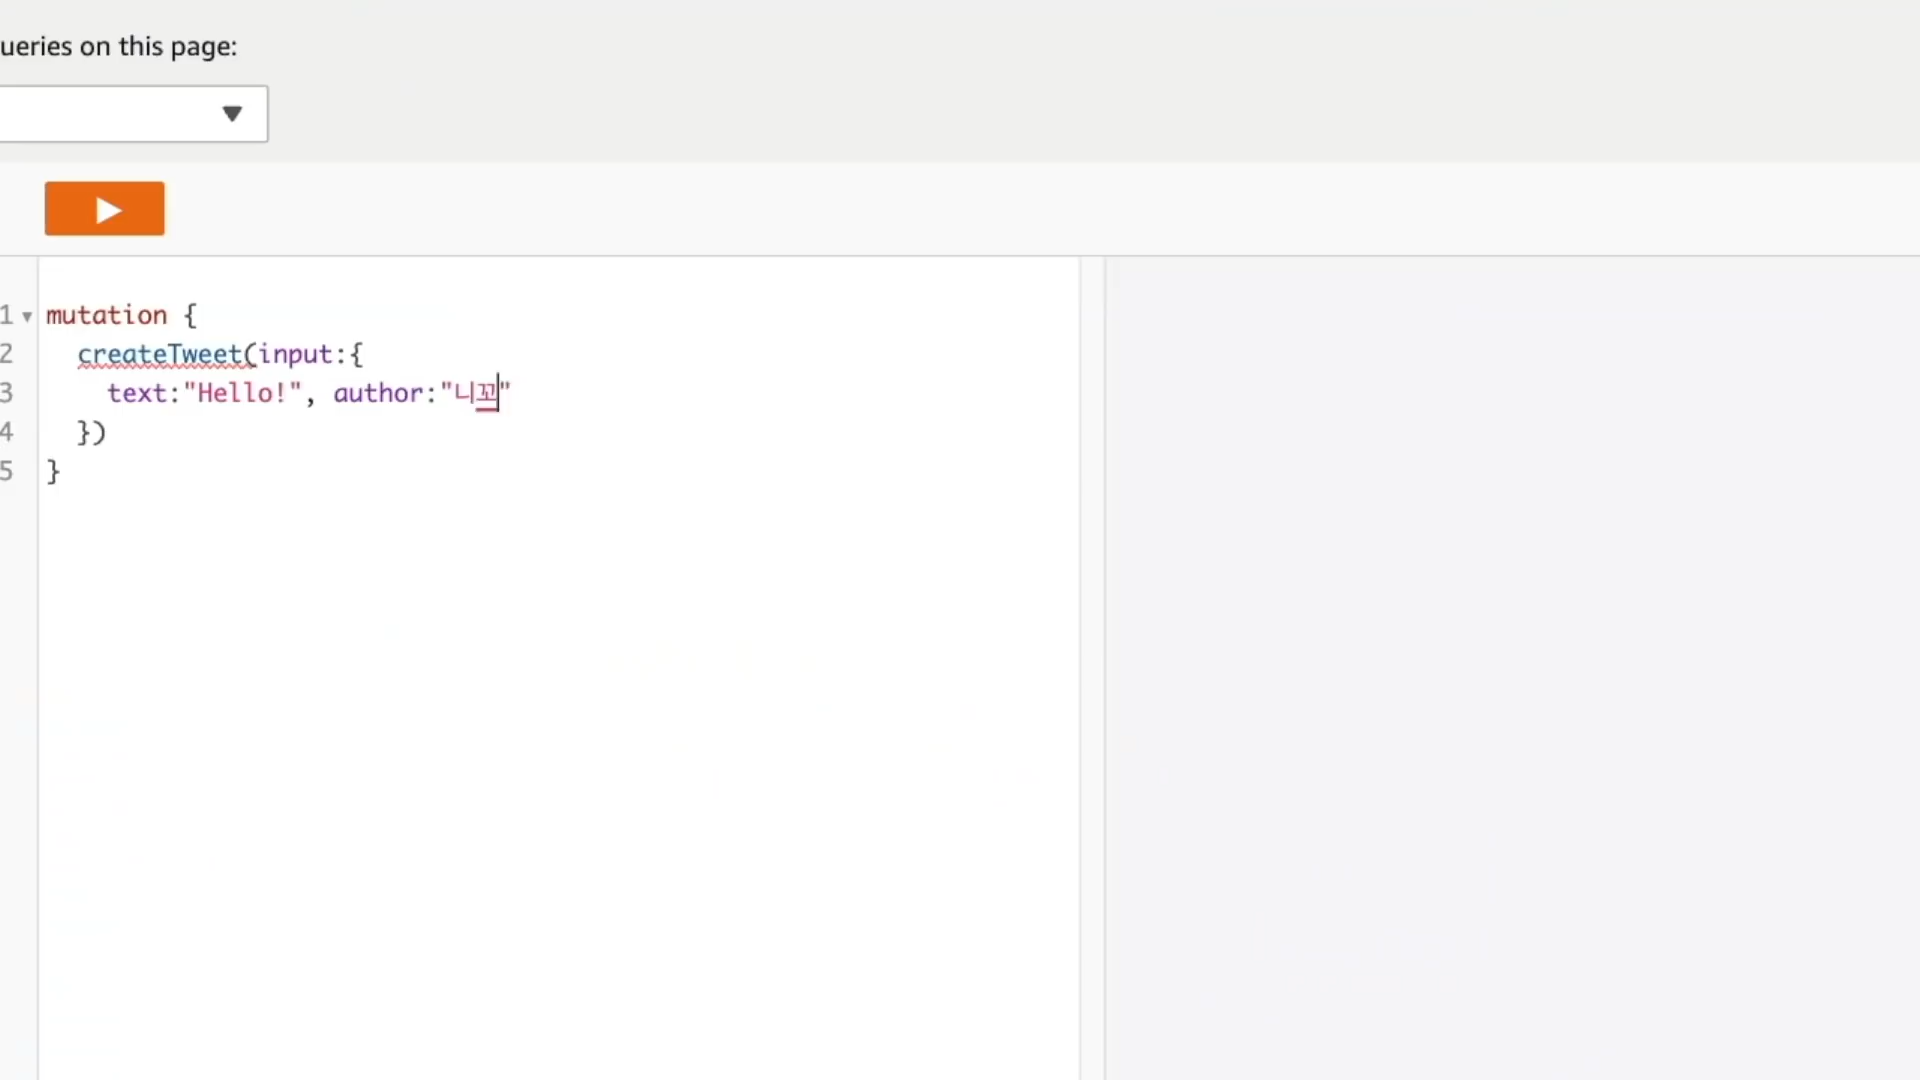 ueries on this page:
1 mutation {
2 createTweet(input:{
3 text:"Hello!", author:"니꼬"
4 })
5 }